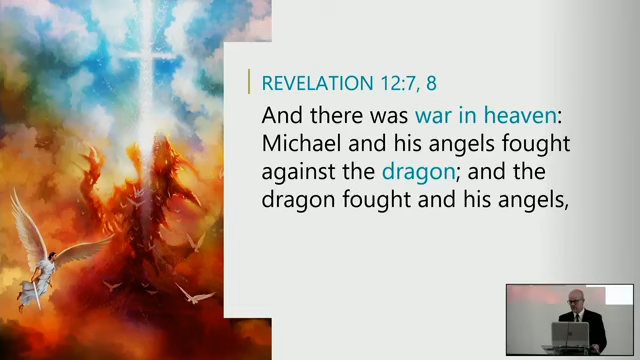 REVELATION 12:7, 8
And there was war in heaven:
Michael and his angels fought
against the dragon; and the
dragon fought and his angels,